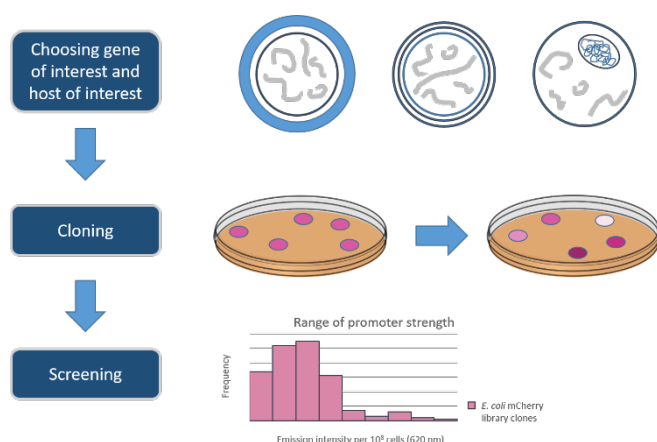 Choosing gene
of interest and
host of interest
Cloning
Screening
Range of promoter strength
Frequency
E. coli mCherry
library clones
Emission intensity per 10⁸ cells (620 nm)